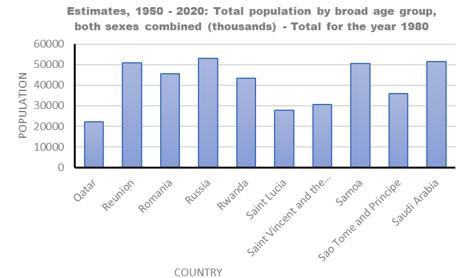 Estimates, 1950 - 2020: Total population by broad age group,
both sexes combined (thousands) - Total for the year 1980
60000
50000
40000
30000
20000
10000
0
POPULATION
Qatar
Reunion
Romania
Russia
Rwanda
Saint Lucia
Saint Vincent and the...
Samoa
Sao Tome and Principe
Saudi Arabia
COUNTRY